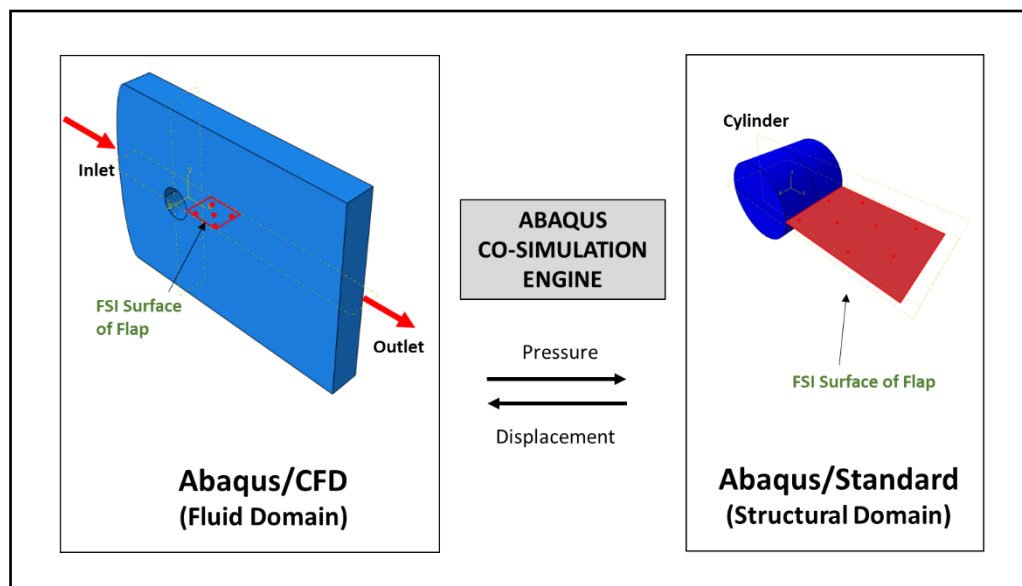 Inlet
FSI Surface
of Flap
Outlet
Abaqus/CFD
(Fluid Domain)
ABAQUS
CO-SIMULATION
ENGINE
Pressure
Displacement
Cylinder
FSI Surface of Flap
Abaqus/Standard
(Structural Domain)